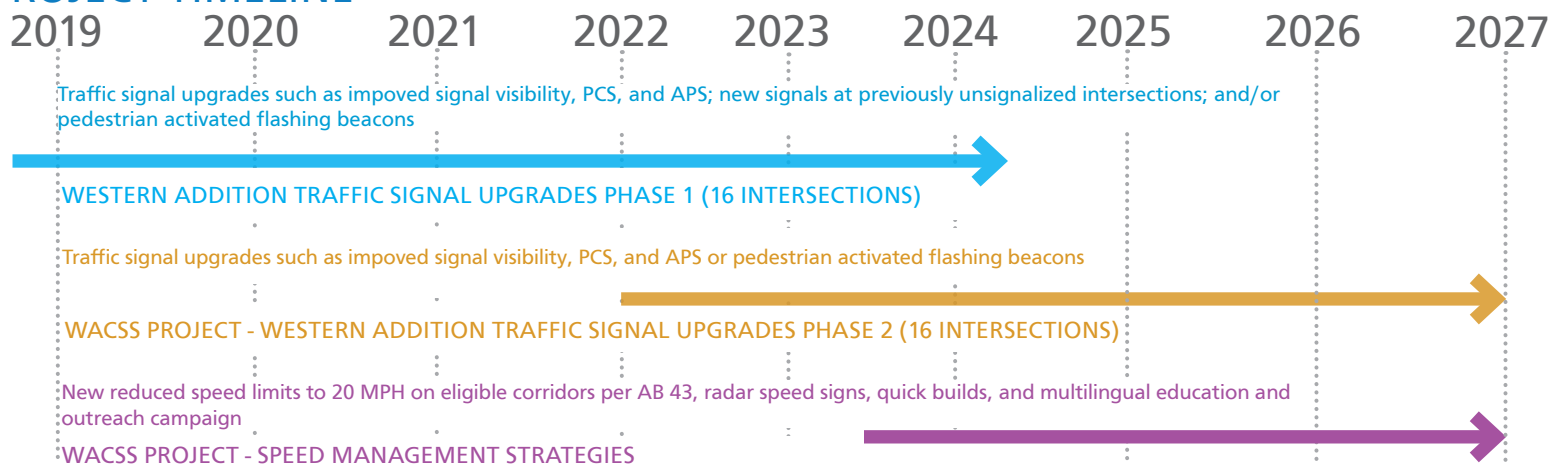 ROJECT TIMELINE
2019 2020 2021 2022 2023 2024 2025 2026 2027
Traffic signal upgrades such as impoved signal visibility, PCS, and APS; new signals at previously unsignalized intersections; and/or
pedestrian activated flashing beacons
WESTERN ADDITION TRAFFIC SIGNAL UPGRADES PHASE 1 (16 INTERSECTIONS)
Traffic signal upgrades such as impoved signal visibility, PCS, and APS or pedestrian activated flashing beacons
WACSS PROJECT - WESTERN ADDITION TRAFFIC SIGNAL UPGRADES PHASE 2 (16 INTERSECTIONS)
New reduced speed limits to 20 MPH on eligible corridors per AB 43, radar speed signs, quick builds, and multilingual education and
outreach campaign
WACSS PROJECT - SPEED MANAGEMENT STRATEGIES